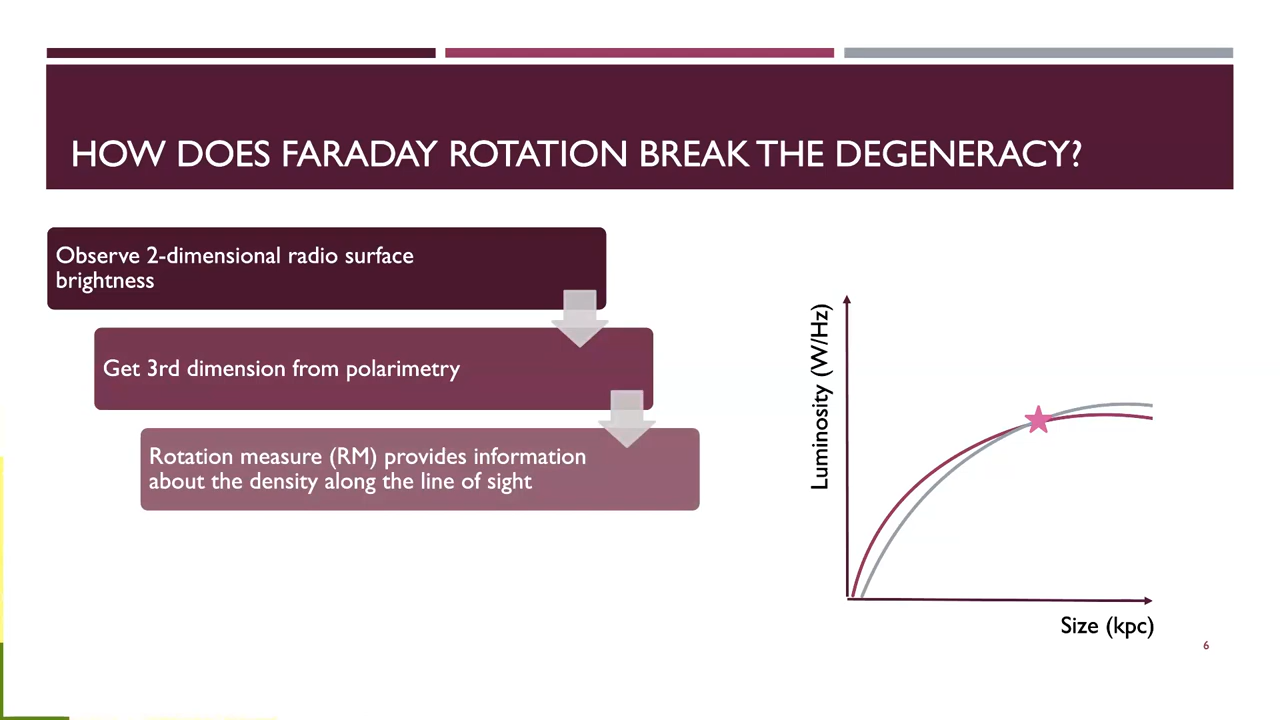 HOW DOES FARADAY ROTATION BREAK THE DEGENERACY?
Observe 2-dimensional radio surface
brightness
Get 3rd dimension from polarimetry
Rotation measure (RM) provides information
about the density along the line of sight
Luminosity (W/Hz)
Size (kpc)
6